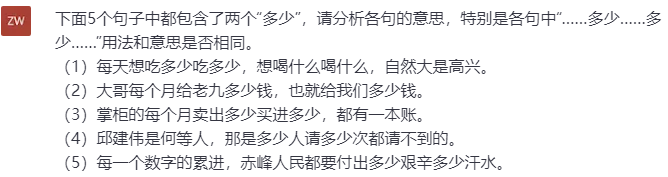 ZW
下面5个句子中都包含了两个“多少”，请分析各句的意思，特别是各句中“……多少……多
少……”用法和意思是否相同。
（1）每天想吃多少吃多少，想喝什么喝什么，自然大是高兴。
（2）大哥每个月给老九多少钱，也就给我们多少钱。
（3）掌柜的每个月卖出多少买进多少，都有一本账。
（4）邱建伟是何等人，那是多少人请多少次都请不到的。
（5）每一个数字的累进，赤峰人民都要付出多少艰辛多少汗水。